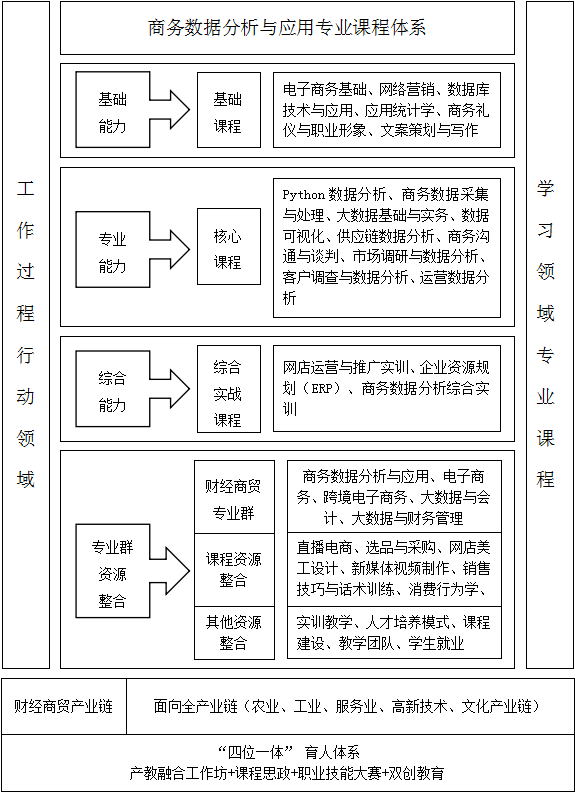 商务数据分析与应用专业课程体系
工作过程行动领域
基础
能力
基础
课程
电子商务基础、网络营销、数据库
技术与应用、应用统计学、商务礼
仪与职业形象、文案策划与写作
专业
能力
核心
课程
Python 数据分析、商务数据采集
与处理、大数据基础与实务、数据
可视化、供应链数据分析、商务沟
通与谈判、市场调研与数据分析、
客户调查与数据分析、运营数据分
析
综合
能力
综合
实战
课程
网店运营与推广实训、企业资源规
划（ERP）、商务数据分析综合实
训
专业群
资源
整合
财经商贸
专业群
商务数据分析与应用、电子商
务、跨境电子商务、大数据与会
计、大数据与财务管理
课程资源
整合
直播电商、选品与采购、网店美
工设计、新媒体视频制作、销售
技巧与话术训练、消费行为学、
其他资源
整合
实训教学、人才培养模式、课程
建设、教学团队、学生就业
学习领域专业课程
财经商贸产业链
面向全产业链（农业、工业、服务业、高新技术、文化产业链）
“四位一体” 育人体系
产教融合工作坊+课程思政+职业技能大赛+双创教育